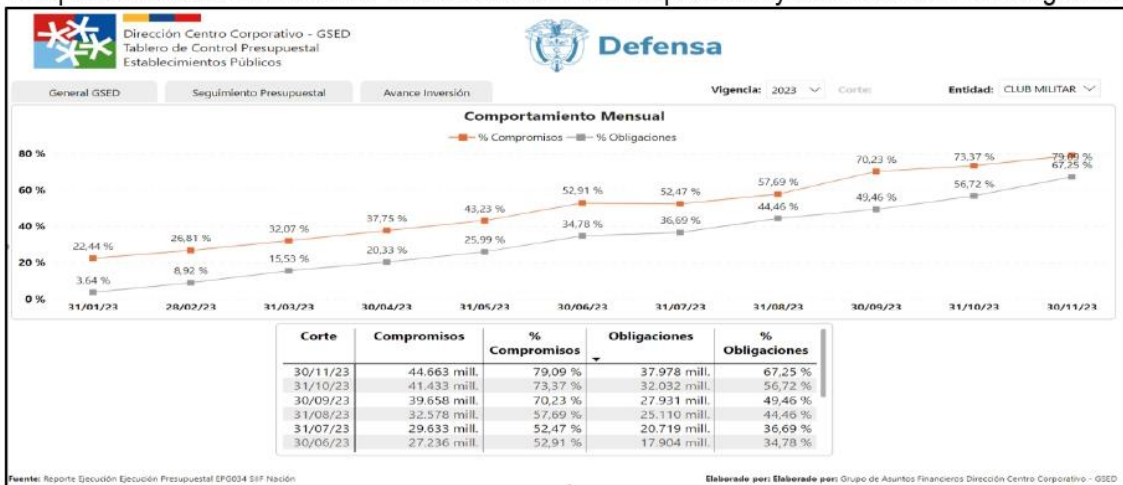 Dirección Centro Corporativo - GSED
Tablero de Control Presupuestal
Establecimientos Públicos
Defensa
General GSED
Seguimiento Presupuestal
Avance Inversión
Vigencia: 2023
Corte:
Entidad: CLUB MILITAR
Comportamiento Mensual
% Compromisos % Obligaciones
80 %
60 %
40 %
20 %
0 %
22,44 % 26,81 % 32,07 % 37,75 % 43,23 % 52,91 % 52,47 % 57,69 % 70,23 % 73,37 % 79,09 %
3,64 % 8,92 % 15,53 % 20,33 % 25,99 % 34,78 % 36,69 % 44,46 % 49,46 % 56,72 % 67,25 %
31/01/23 28/02/23 31/03/23 30/04/23 31/05/23 30/06/23 31/07/23 31/08/23 30/09/23 31/10/23 30/11/23
Corte Compromisos % Compromisos Obligaciones % Obligaciones
30/11/23 44.663 mill. 79,09 % 37.978 mill. 67,25 %
31/10/23 41.433 mill. 73,37 % 32.032 mill. 56,72 %
30/09/23 39.658 mill. 70,23 % 27.931 mill. 49,46 %
31/08/23 32.578 mill. 57,69 % 25.110 mill. 44,46 %
31/07/23 29.633 mill. 52,47 % 20.719 mill. 36,69 %
30/06/23 27.236 mill. 52,91 % 17.904 mill. 34,78 %
Fuente: Reporte Ejecución Ejecución Presupuestal EPG034 SIIF Nación
Elaborado por: Elaborado por: Grupo de Asuntos Financieros Dirección Centro Corporativo - GSED